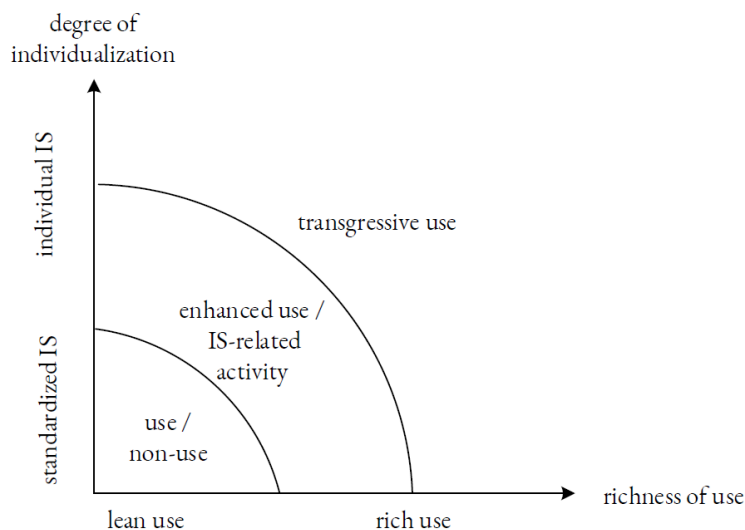 degree of
individualization
individual IS
standardized IS
transgressive use
enhanced use /
IS-related
activity
use /
non-use
lean use
rich use
richness of use